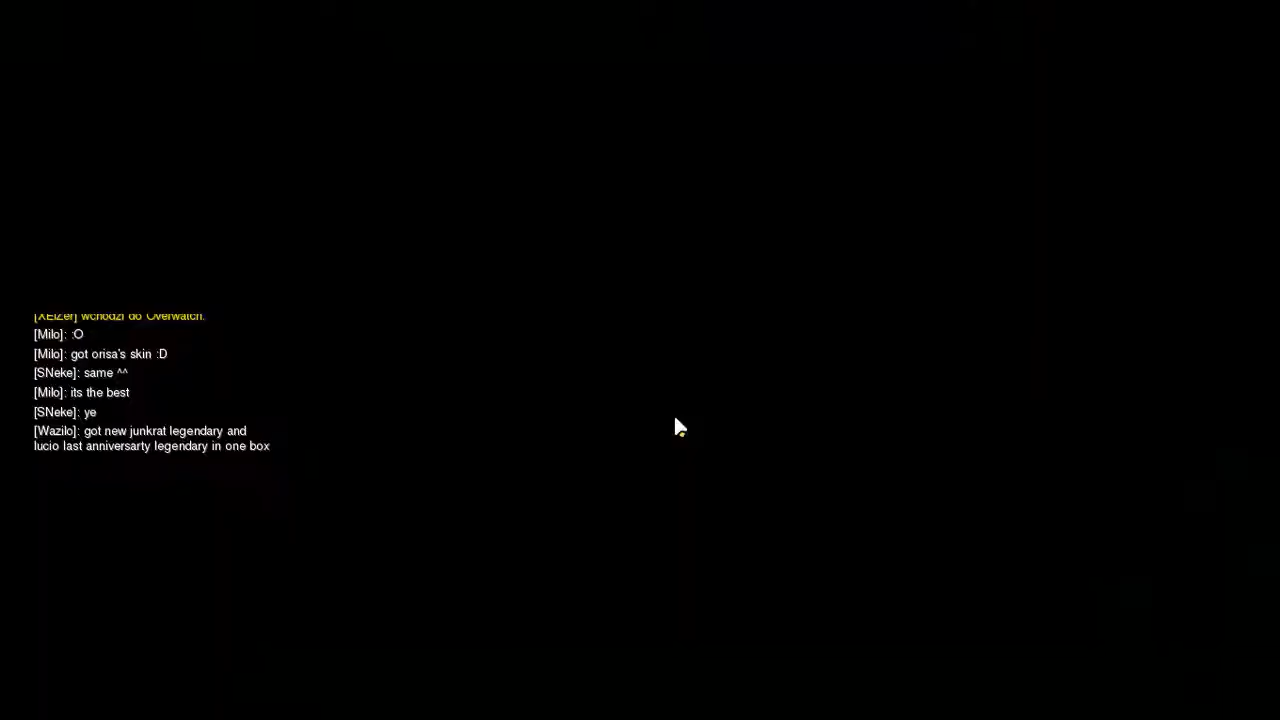 [XElZer] wchodzi do Overwatch.
[Milo]: :O
[Milo]: got orisa's skin :D
[SNeke]: same ^^
[Milo]: its the best
[SNeke]: ye
[Wazilo]: got new junkrat legendary and
lucio last anniversarty legendary in one box